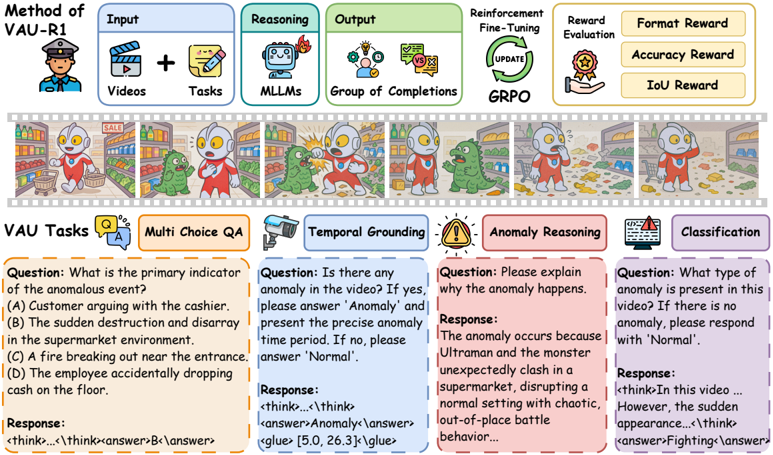 Method of
VAU-R1
Input
Videos
+
Tasks
Reasoning
MLLMs
Output
VS
Group of Completions
Reinforcement
Fine-Tuning
UPDATE
GRPO
Reward
Evaluation
Format Reward
Accuracy Reward
IoU Reward
SALE
VAU Tasks
Q
A
Multi Choice QA
Temporal Grounding
Anomaly Reasoning
Classification
Question: What is the primary indicator
of the anomalous event?
(A) Customer arguing with the cashier.
(B) The sudden destruction and disarray
in the supermarket environment.
(C) A fire breaking out near the entrance.
(D) The employee accidentally dropping
cash on the floor.
Response:
<think>...<\think><answer>B<\answer>
Question: Is there any
anomaly in the video? If yes,
please answer 'Anomaly' and
present the precise anomaly
time period. If no, please
answer 'Normal'.
Response:
<think>...<\think>
<answer>Anomaly<\answer>
<glue> [5.0, 26.3]<\glue>
Question: Please explain
why the anomaly happens.
Response:
The anomaly occurs because
Ultraman and the monster
unexpectedly clash in a
supermarket, disrupting a
normal setting with chaotic,
out-of-place battle
behavior...
Question: What type of
anomaly is present in this
video? If there is no
anomaly, please respond
with 'Normal'.
Response:
<think>In this video ...
However, the sudden
appearance...<\think>
<answer>Fighting<\answer>